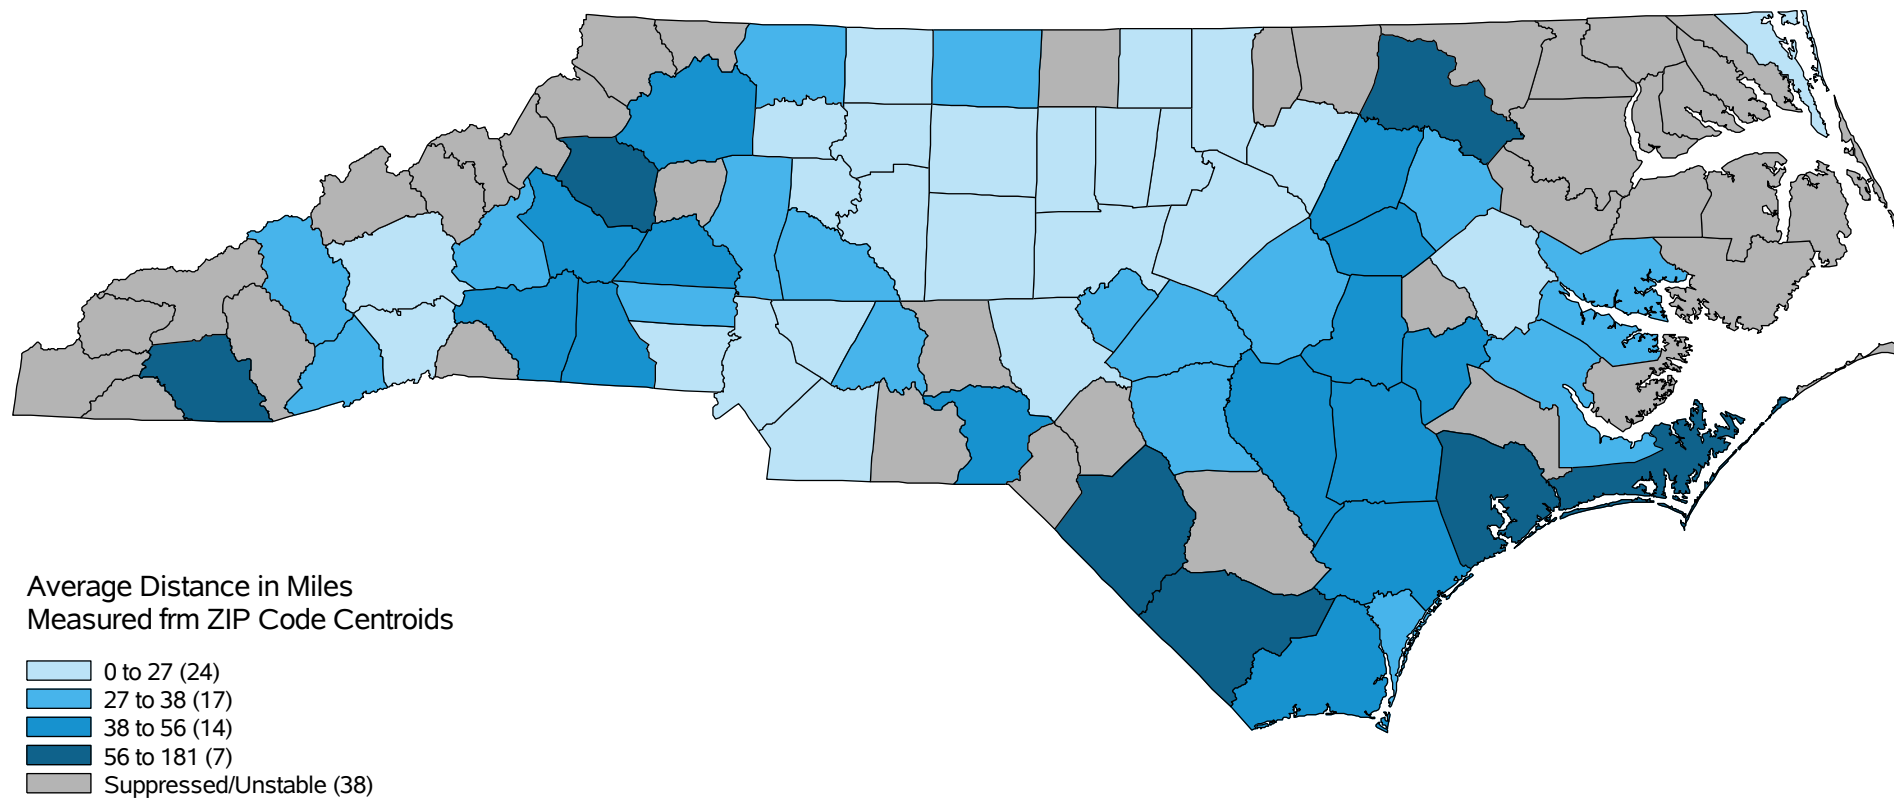 Average Distance in Miles
Measured frm ZIP Code Centroids
0 to 27 (24)
27 to 38 (17)
38 to 56 (14)
56 to 181 (7)
Suppressed/Unstable (38)